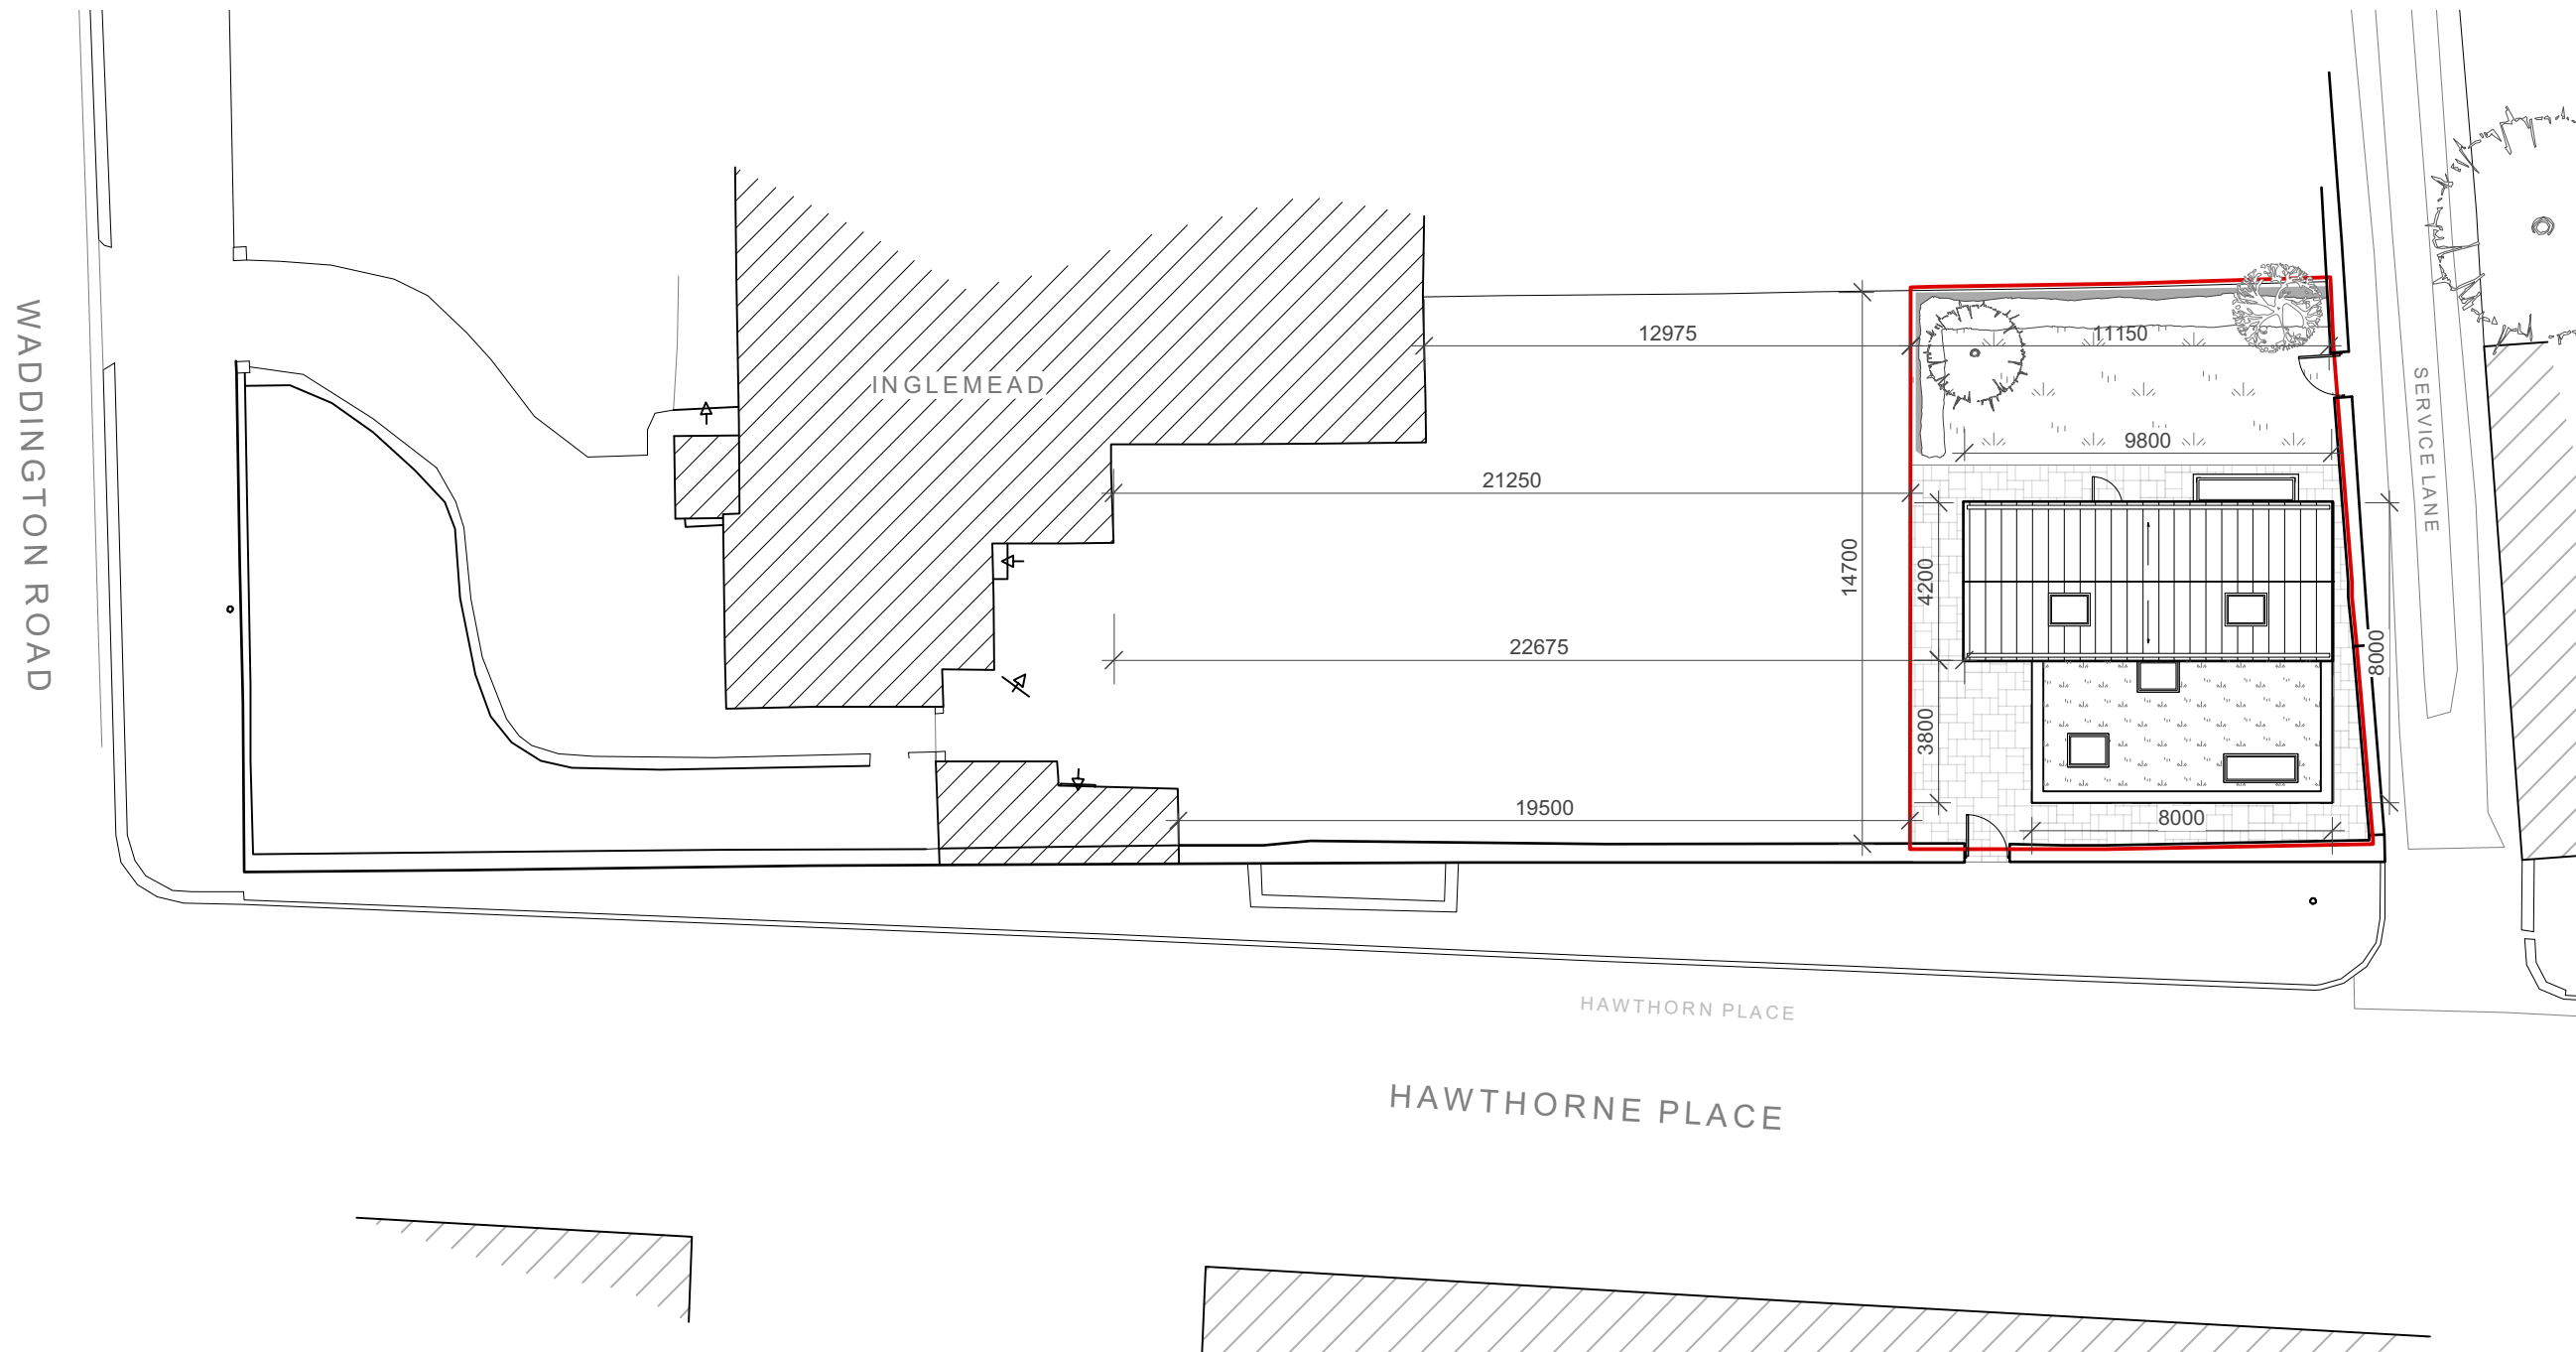 WADDINGTON ROAD
INGLEMEAD
12975
11150
9800
21250
14700
4200
22675
8000
3800
19500
8000
SERVICE LANE
HAWTHORN PLACE
HAWTHORNE PLACE